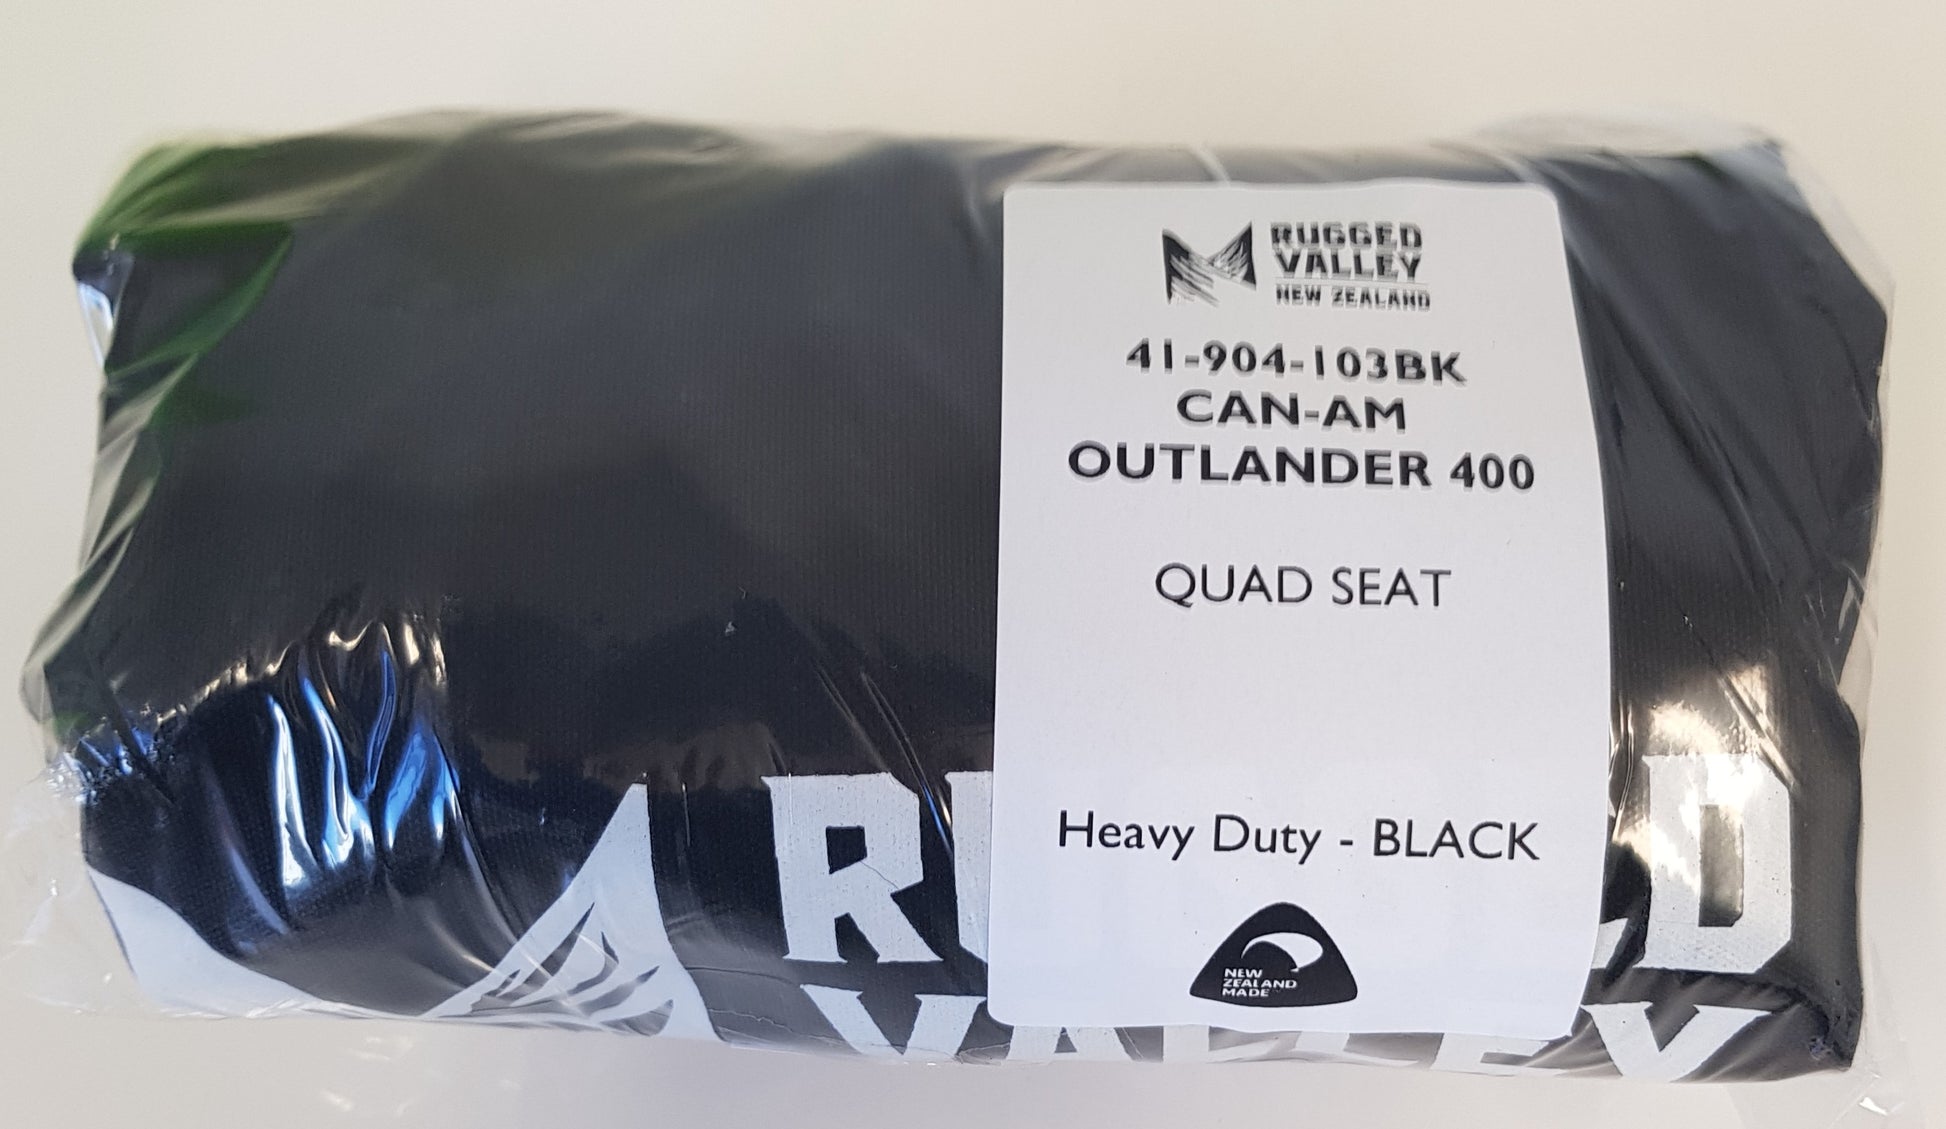 RUGGED
VALLEY
NEW ZEALAND
41-904-103BK
CAN-AM
OUTLANDER 400
QUAD SEAT
Heavy Duty - BLACK
NEW
ZEALAND
MADE
VALLEY